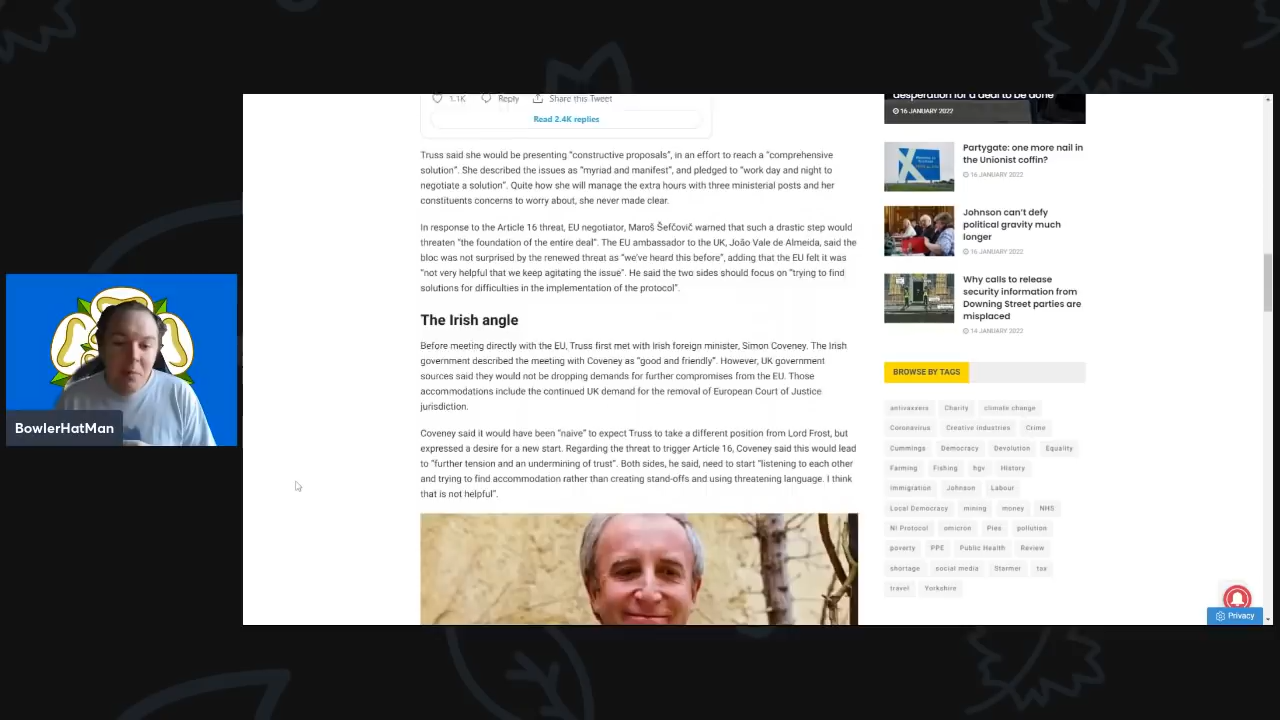 1.1K Reply Share this Tweet
Read 2.4K replies
Truss said she would be presenting "constructive proposals", in an effort to reach a "comprehensive
solution". She described the issues as "myriad and manifest", and pledged to "work day and night to
negotiate a solution". Quite how she will manage the extra hours with three ministerial posts and her
constituents concerns to worry about, she never made clear.
In response to the Article 16 threat, EU negotiator, Maroš Šefčovič warned that such a drastic step would
threaten "the foundation of the entire deal". The EU ambassador to the UK, João Vale de Almeida, said the
bloc was not surprised by the renewed threat as "we've heard this before", adding that the EU felt it was
"not very helpful that we keep agitating the issue". He said the two sides should focus on "trying to find
solutions for difficulties in the implementation of the protocol".
The Irish angle
Before meeting directly with the EU, Truss first met with Irish foreign minister, Simon Coveney. The Irish
government described the meeting with Coveney as "good and friendly". However, UK government
sources said they would not be dropping demands for further compromises from the EU. Those
accommodations include the continued UK demand for the removal of European Court of Justice
jurisdiction.
Coveney said it would have been "naive" to expect Truss to take a different position from Lord Frost, but
expressed a desire for a new start. Regarding the threat to trigger Article 16, Coveney said this would lead
to "further tension and an undermining of trust". Both sides, he said, need to start "listening to each other
and trying to find accommodation rather than creating stand-offs and using threatening language. I think
that is not helpful".
desperation for a deal to be done
16 JANUARY 2022
Partygate: one more nail in
the Unionist coffin?
16 JANUARY 2022
Johnson can't defy
political gravity much
longer
16 JANUARY 2022
Why calls to release
security information from
Downing Street parties are
misplaced
14 JANUARY 2022
BROWSE BY TAGS
antivaxxers Charity climate change
Coronavirus Creative industries Crime
Cummings Democracy Devolution Equality
Farming Fishing hgv History
immigration Johnson Labour
Local Democracy mining money NHS
NI Protocol omicron Pies pollution
poverty PPE Public Health Review
shortage social media Starmer tax
travel Yorkshire
Privacy
BowlerHatMan